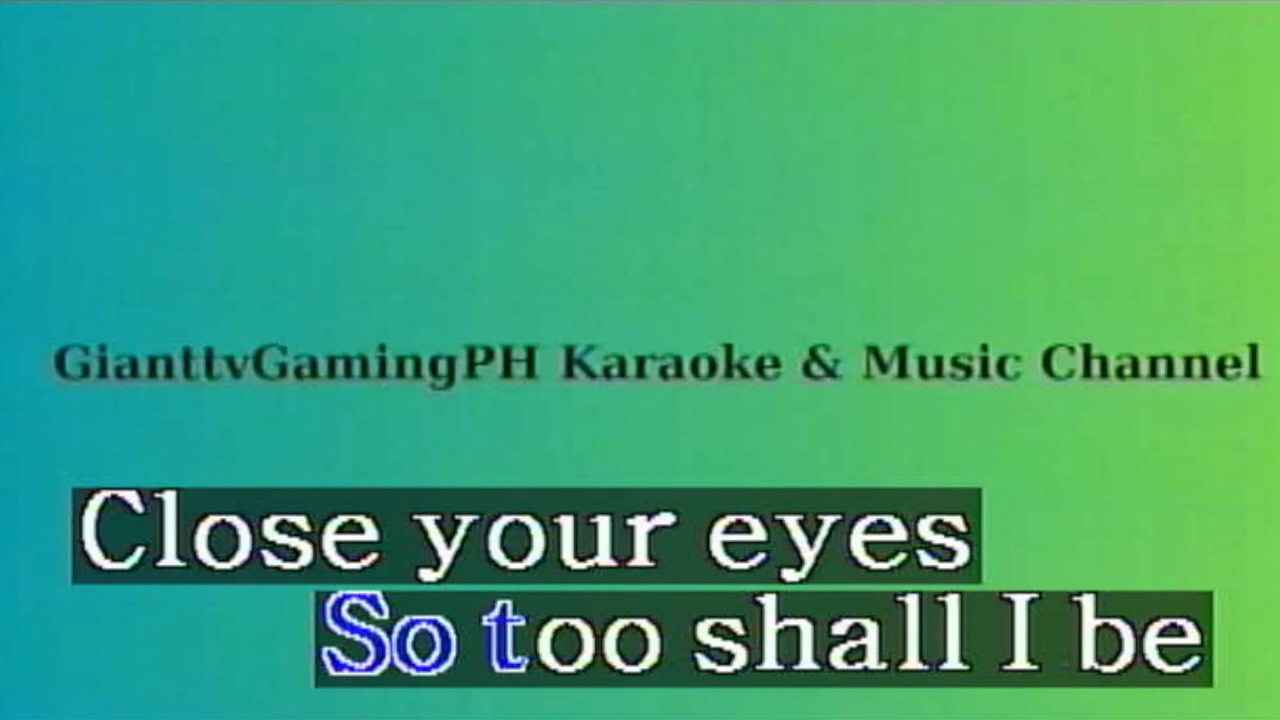 GianttvGamingPH Karaoke & Music Channel
Close your eyes
So too shall I be